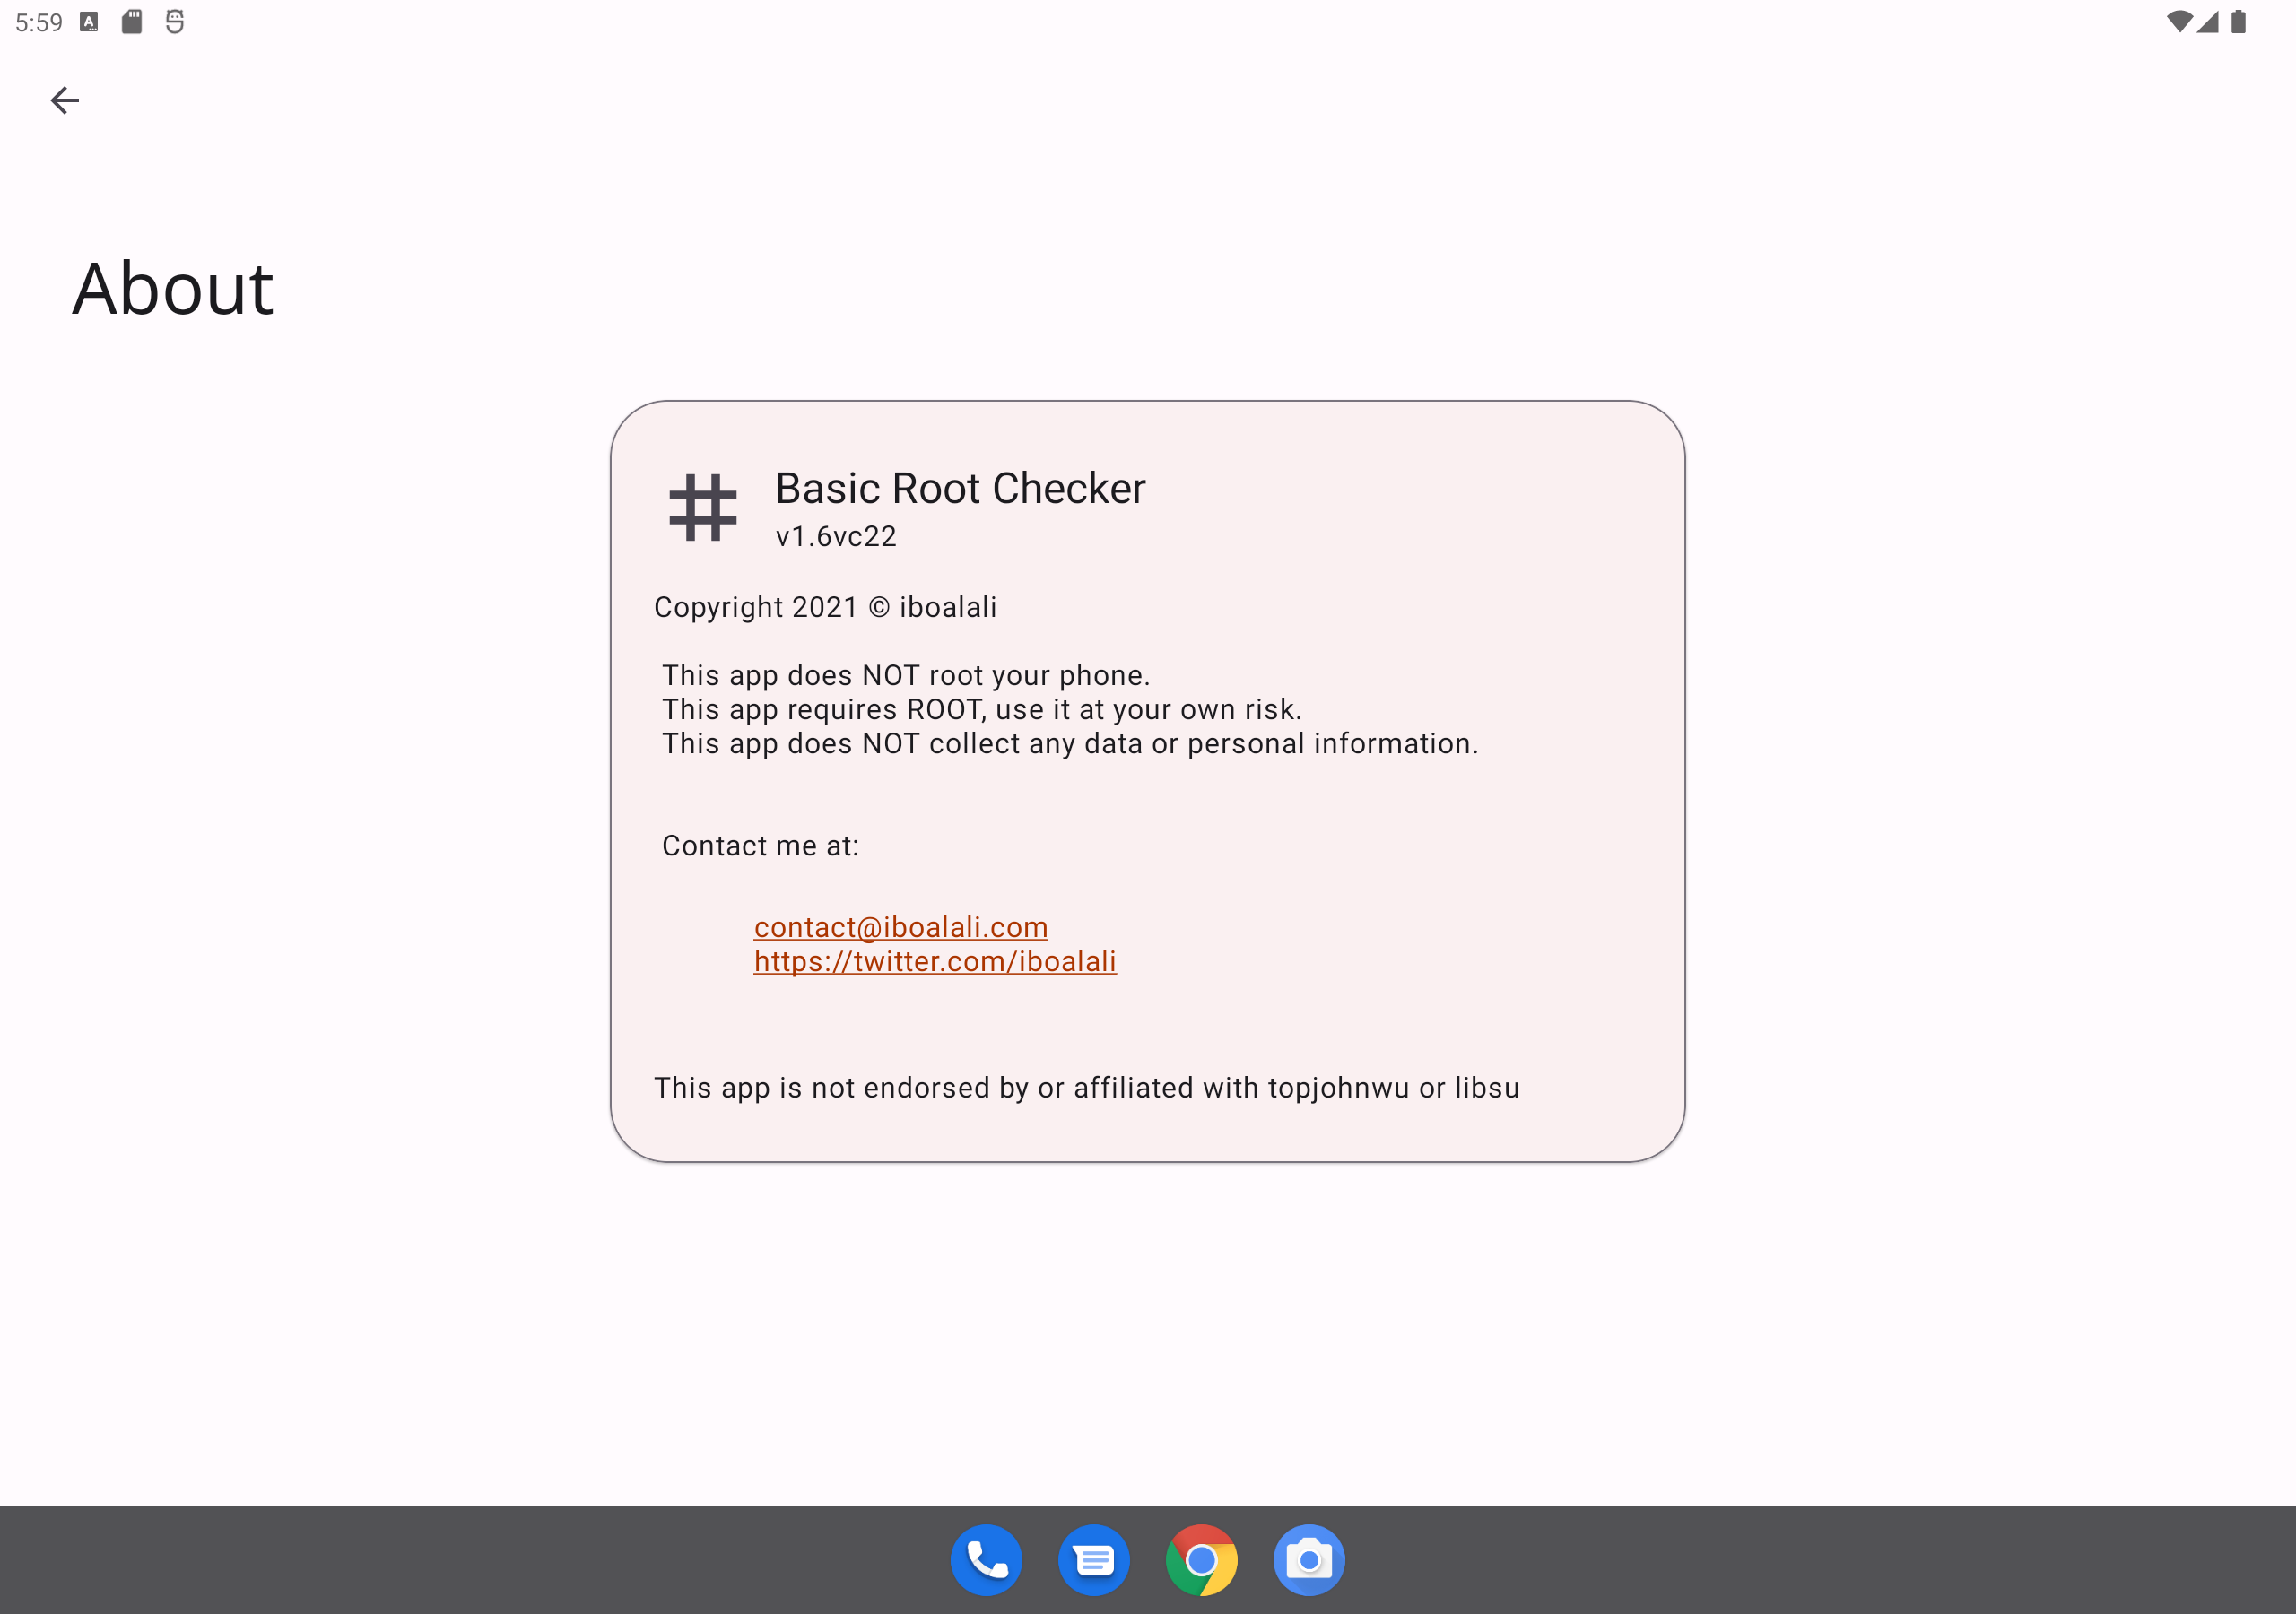 5:59
About
Basic Root Checker
v1.6vc22
Copyright 2021 © iboalali
This app does NOT root your phone.
This app requires ROOT, use it at your own risk.
This app does NOT collect any data or personal information.
Contact me at:
contact@iboalali.com
https://twitter.com/iboalali
This app is not endorsed by or affiliated with topjohnwu or libsu